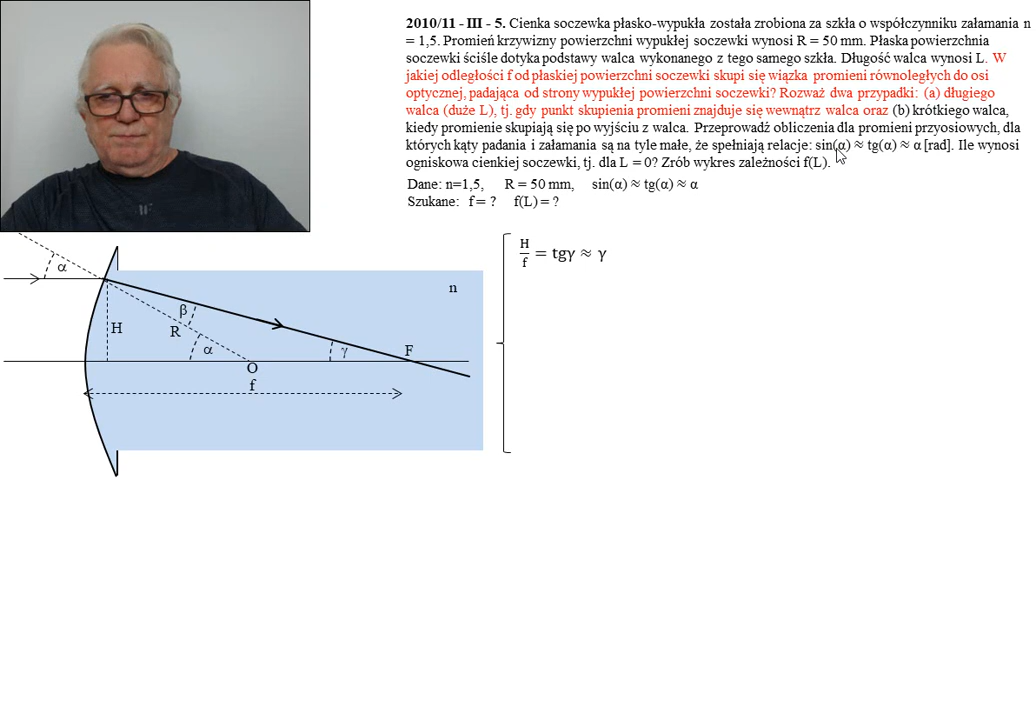 2010/11 - III - 5. Cienka soczewka płasko-wypukła została zrobiona za szkła o współczynniku załamania n
= 1,5. Promień krzywizny powierzchni wypukłej soczewki wynosi R = 50 mm. Płaska powierzchnia
soczewki ściśle dotyka podstawy walca wykonanego z tego samego szkła. Długość walca wynosi L. W
jakiej odległości f od płaskiej powierzchni soczewki skupi się wiązka promieni równoległych do osi
optycznej, padająca od strony wypukłej powierzchni soczewki? Rozważ dwa przypadki: (a) długiego
walca (duże L), tj. gdy punkt skupienia promieni znajduje się wewnątrz walca oraz (b) krótkiego walca,
kiedy promienie skupiają się po wyjściu z walca. Przeprowadź obliczenia dla promieni przyosiowych, dla
których kąty padania i załamania są na tyle małe, że spełniają relacje: sin(α) ≈ tg(α) ≈ α [rad]. Ile wynosi
ogniskowa cienkiej soczewki, tj. dla L = 0? Zrób wykres zależności f(L).
Dane: n=1,5, R = 50 mm, sin(α) ≈ tg(α) ≈ α
Szukane: f = ? f(L) = ?
H/f = tgγ ≈ γ
α
n
β
H
R
α
γ
F
O
f